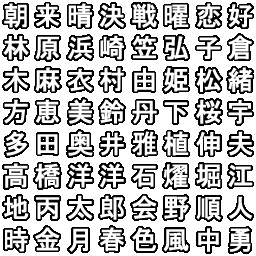 朝来晴決戦曜恋好
林原浜崎笠弘子倉
木麻衣村由姫松緒
方恵美鈴丹下桜宇
多田奥井雅植伸夫
高橋洋洋石燿堀江
地丙太郎会野順人
時金月春色風中勇